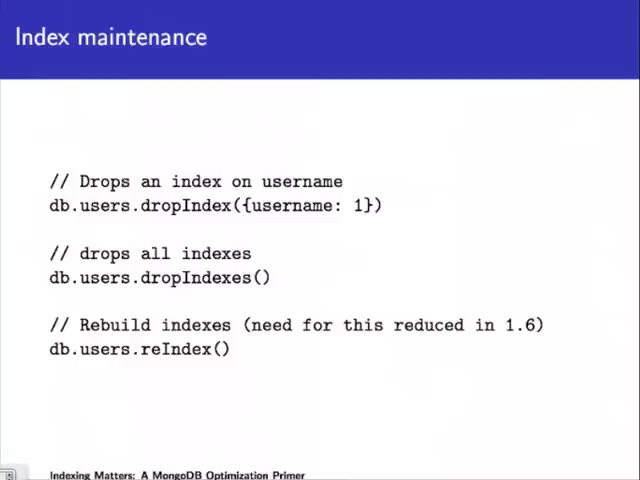 Index maintenance
// Drops an index on username
db.users.dropIndex({username: 1})
// drops all indexes
db.users.dropIndexes()
// Rebuild indexes (need for this reduced in 1.6)
db.users.reIndex()
Indexing Matters: A MongoDB Optimization Primer